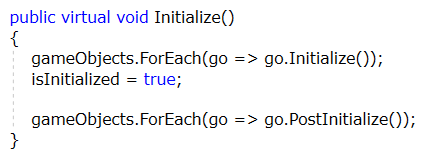 public virtual void Initialize()
{
gameObjects.ForEach(go => go.Initialize());
isInitialized = true;
gameObjects.ForEach(go => go.PostInitialize());
}